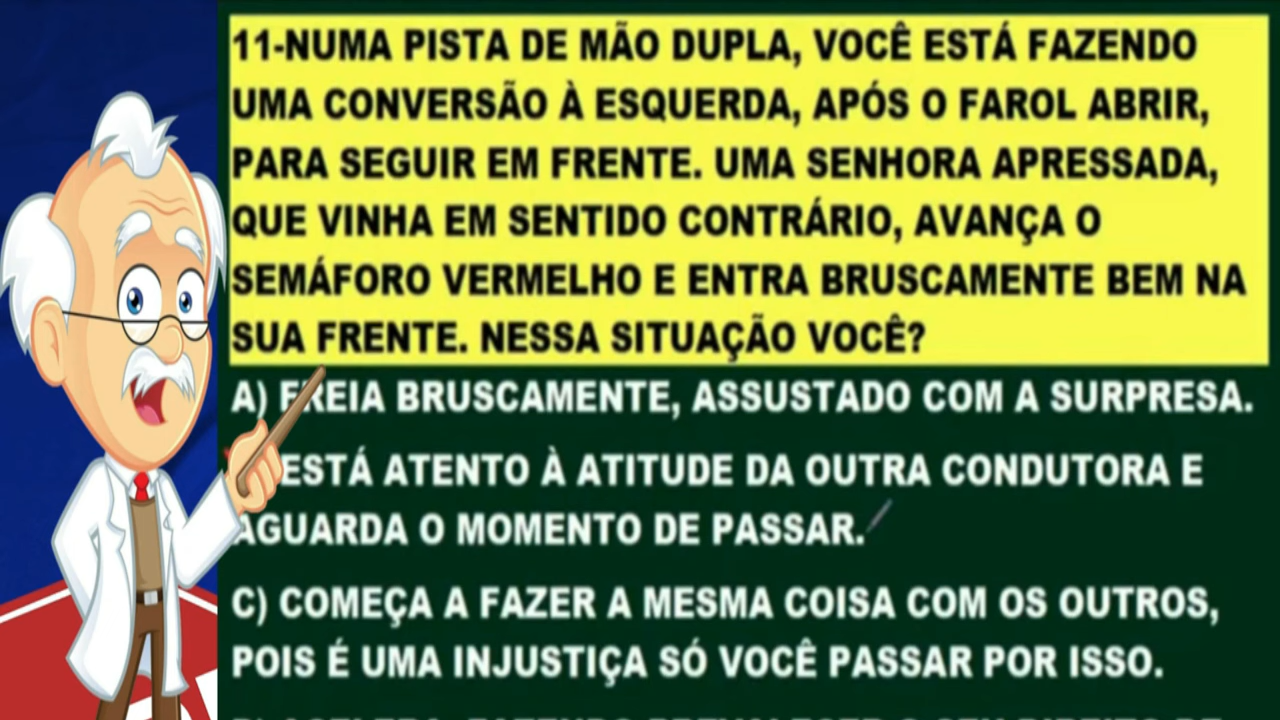 11-NUMA PISTA DE MÃO DUPLA, VOCÊ ESTÁ FAZENDO
UMA CONVERSÃO À ESQUERDA, APÓS O FAROL ABRIR,
PARA SEGUIR EM FRENTE. UMA SENHORA APRESSADA,
QUE VINHA EM SENTIDO CONTRÁRIO, AVANÇA O
SEMÁFORO VERMELHO E ENTRA BRUSCAMENTE BEM NA
SUA FRENTE. NESSA SITUAÇÃO VOCÊ?
A) FREIA BRUSCAMENTE, ASSUSTADO COM A SURPRESA.
ESTÁ ATENTO À ATITUDE DA OUTRA CONDUTORA E
AGUARDA O MOMENTO DE PASSAR.
C) COMEÇA A FAZER A MESMA COISA COM OS OUTROS,
POIS É UMA INJUSTIÇA SÓ VOCÊ PASSAR POR ISSO.